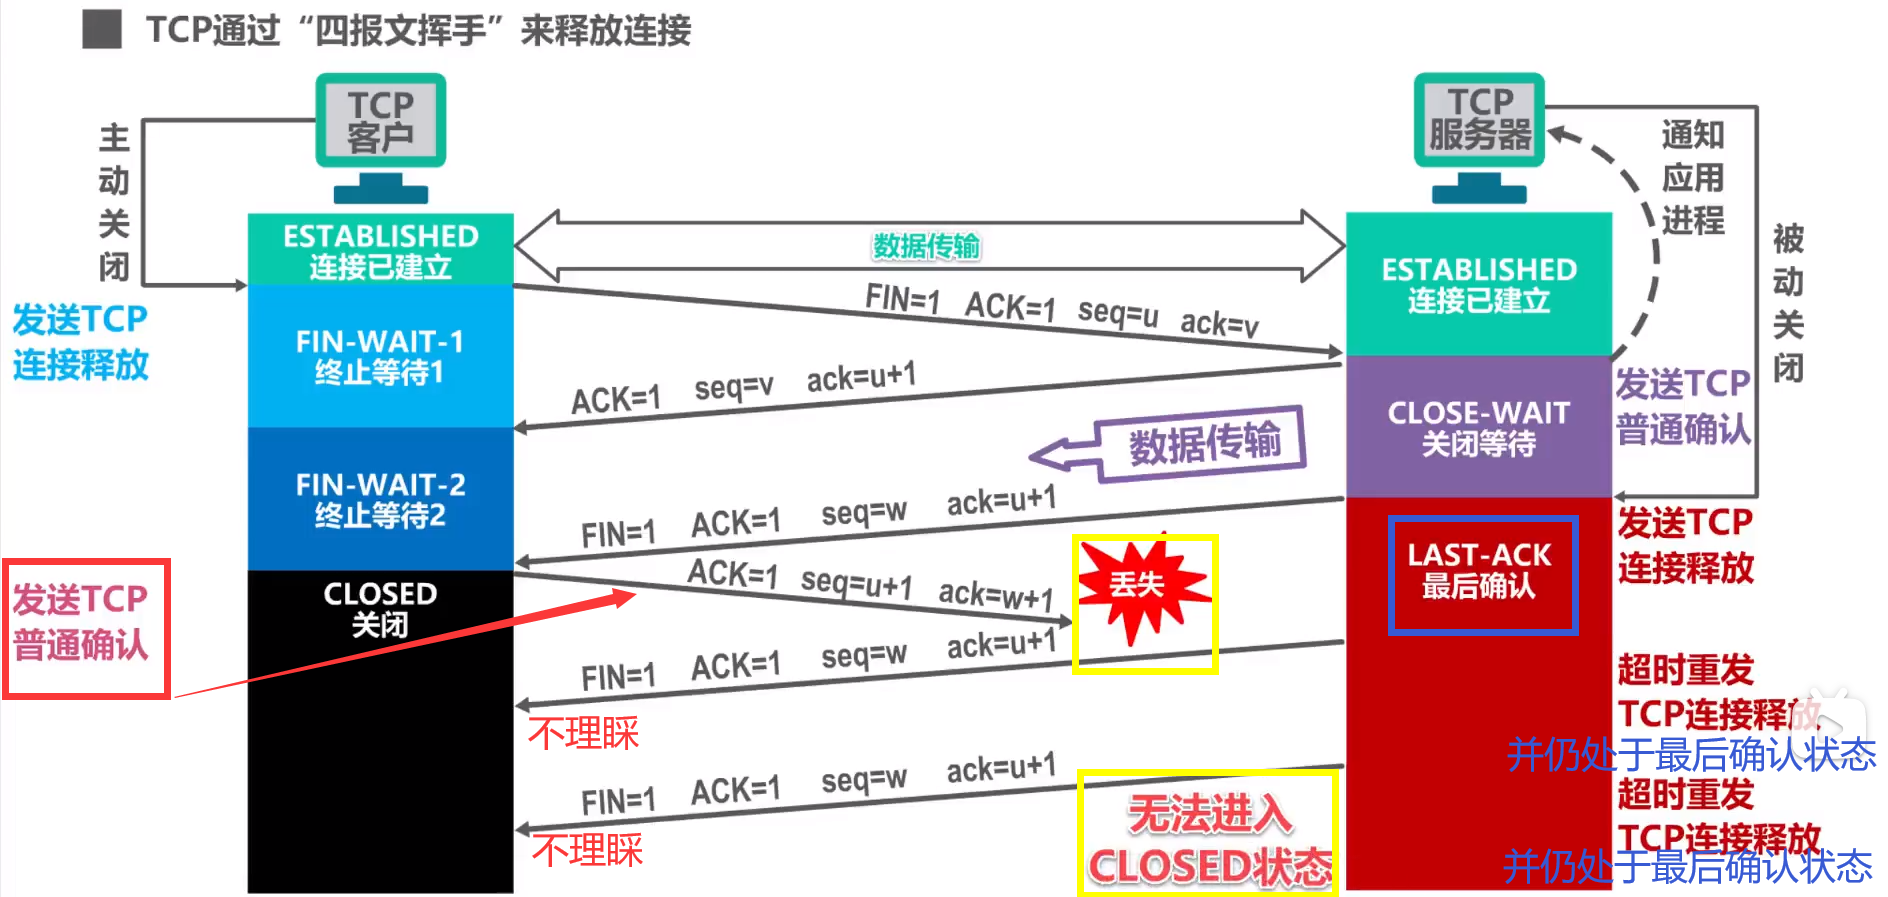 TCP通过“四报文挥手”来释放连接
TCP
客户
TCP
服务器
主动关闭
通知
应用
进程
被动关闭
ESTABLISHED
连接已建立
数据传输
ESTABLISHED
连接已建立
FIN=1 ACK=1 seq=u ack=v
发送TCP
连接释放
FIN-WAIT-1
终止等待1
ACK=1 seq=v ack=u+1
CLOSE-WAIT
关闭等待
发送TCP
普通确认
数据传输
FIN-WAIT-2
终止等待2
FIN=1 ACK=1 seq=w ack=u+1
发送TCP
连接释放
LAST-ACK
最后确认
发送TCP
普通确认
CLOSED
关闭
ACK=1 seq=u+1 ack=w+1
丢失
FIN=1 ACK=1 seq=w ack=u+1
不理睬
超时重发
TCP连接释放
并仍处于最后确认状态
FIN=1 ACK=1 seq=w ack=u+1
不理睬
无法进入
CLOSED状态
超时重发
TCP连接释放
并仍处于最后确认状态